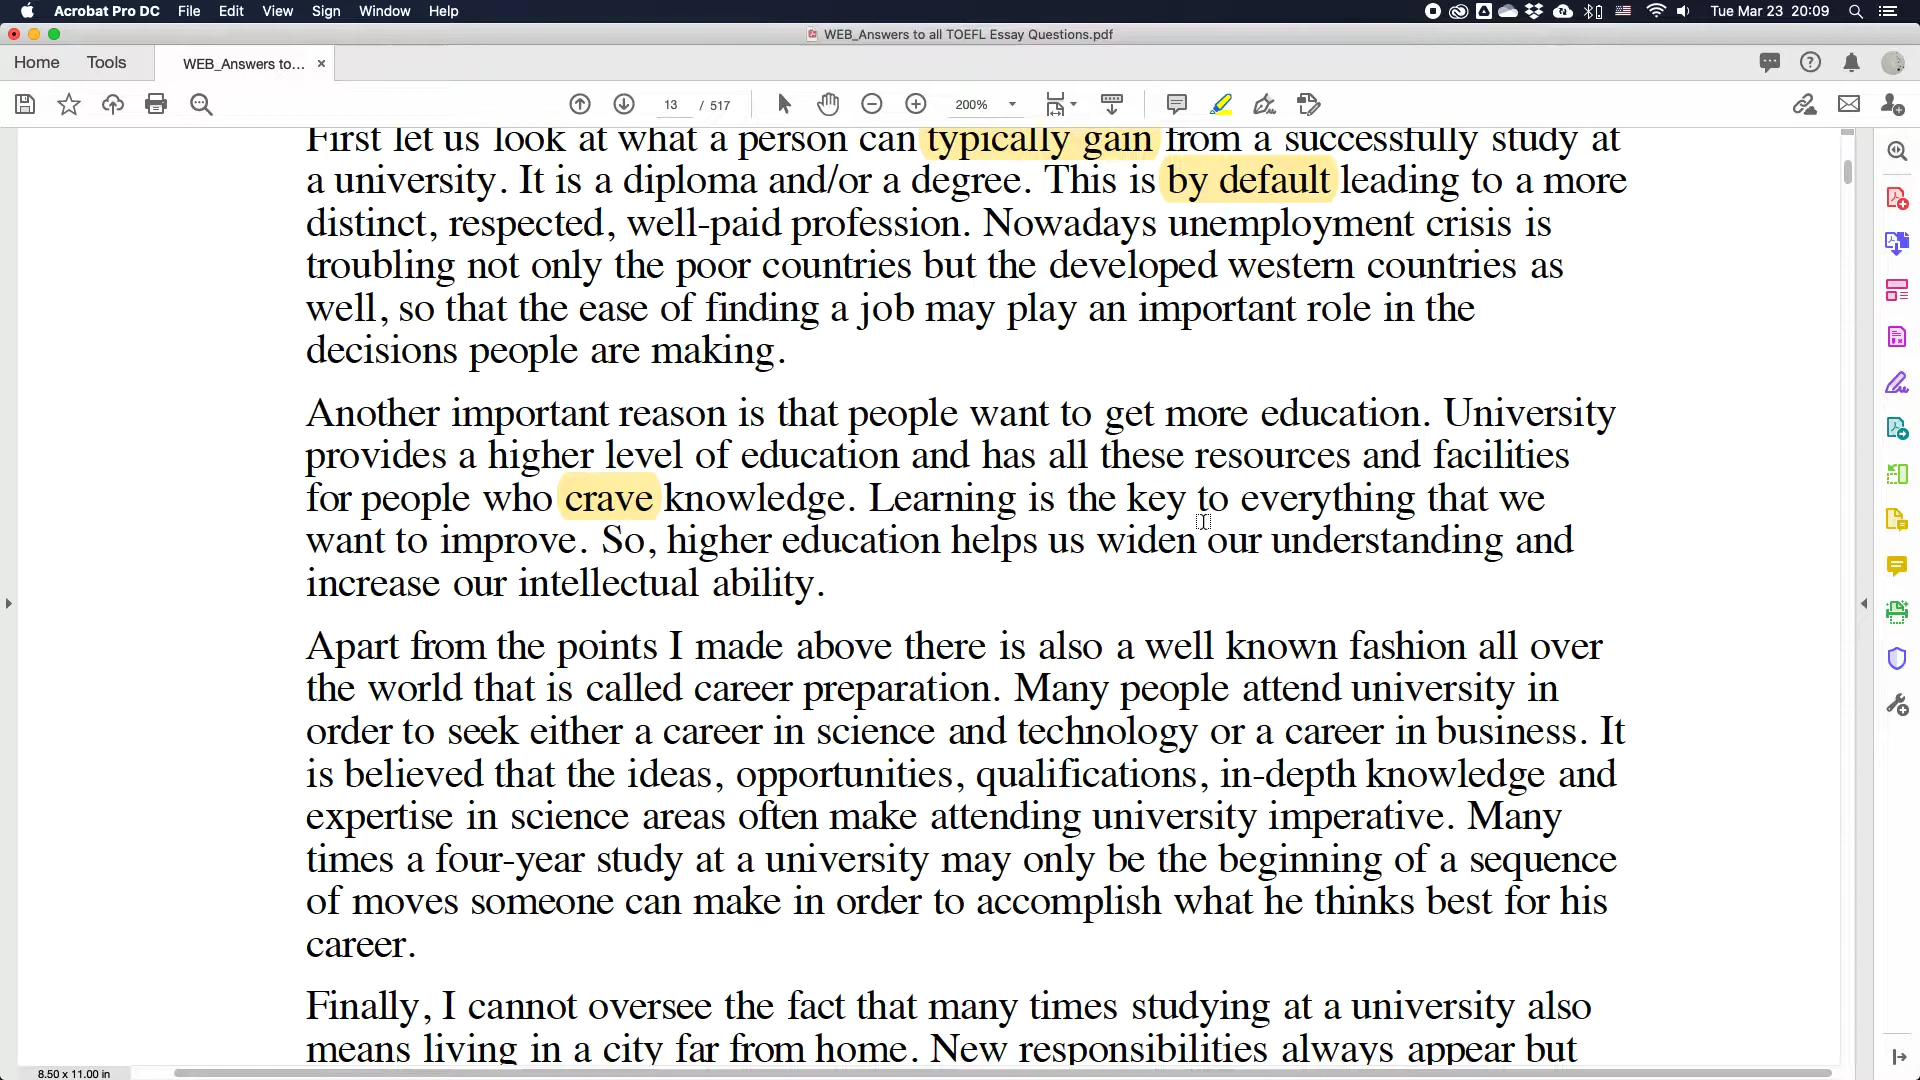 Acrobat Pro DC File Edit View Sign Window Help Tue Mar 23 20:09
WEB_Answers to all TOEFL Essay Questions.pdf
Home Tools WEB_Answers to... ×
13 / 517 200%
First let us look at what a person can typically gain from a successfully study at
a university. It is a diploma and/or a degree. This is by default leading to a more
distinct, respected, well-paid profession. Nowadays unemployment crisis is
troubling not only the poor countries but the developed western countries as
well, so that the ease of finding a job may play an important role in the
decisions people are making.
Another important reason is that people want to get more education. University
provides a higher level of education and has all these resources and facilities
for people who crave knowledge. Learning is the key to everything that we
want to improve. So, higher education helps us widen our understanding and
increase our intellectual ability.
Apart from the points I made above there is also a well known fashion all over
the world that is called career preparation. Many people attend university in
order to seek either a career in science and technology or a career in business. It
is believed that the ideas, opportunities, qualifications, in-depth knowledge and
expertise in science areas often make attending university imperative. Many
times a four-year study at a university may only be the beginning of a sequence
of moves someone can make in order to accomplish what he thinks best for his
career.
Finally, I cannot oversee the fact that many times studying at a university also
means living in a city far from home. New responsibilities always appear but
8.50 x 11.00 in